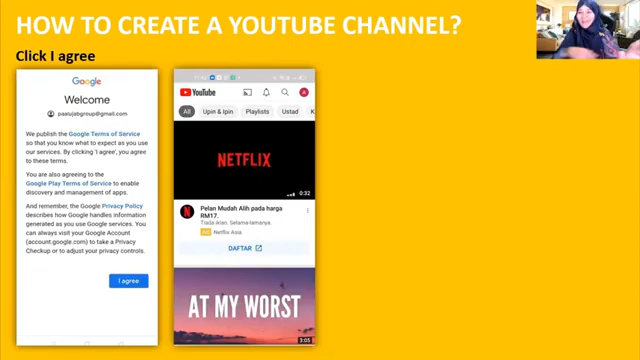 HOW TO CREATE A YOUTUBE CHANNEL?
Click I agree
Google
Welcome
paetujabgroup@gmail.com
We publish the Google Terms of Service
so that you know what to expect as you use
our services. By clicking 'I agree', you agree
to these terms.
You are also agreeing to the
Google Play Terms of Service to enable
discovery and management of apps.
And remember, the Google Privacy Policy
describes how Google handles information
generated as you use Google services. You
can always visit your Google Account
(account.google.com) to take a Privacy
Checkup or to adjust your privacy controls.
I agree
YouTube
A
All Upin & Ipin Playlists Ustad K
NETFLIX
0:32
N
Pelan Mudah Alih pada harga
RM17.
Tiada iklan. Selama-lamanya.
Ad Netflix Asia
DAFTAR
AT MY WORST
3:05